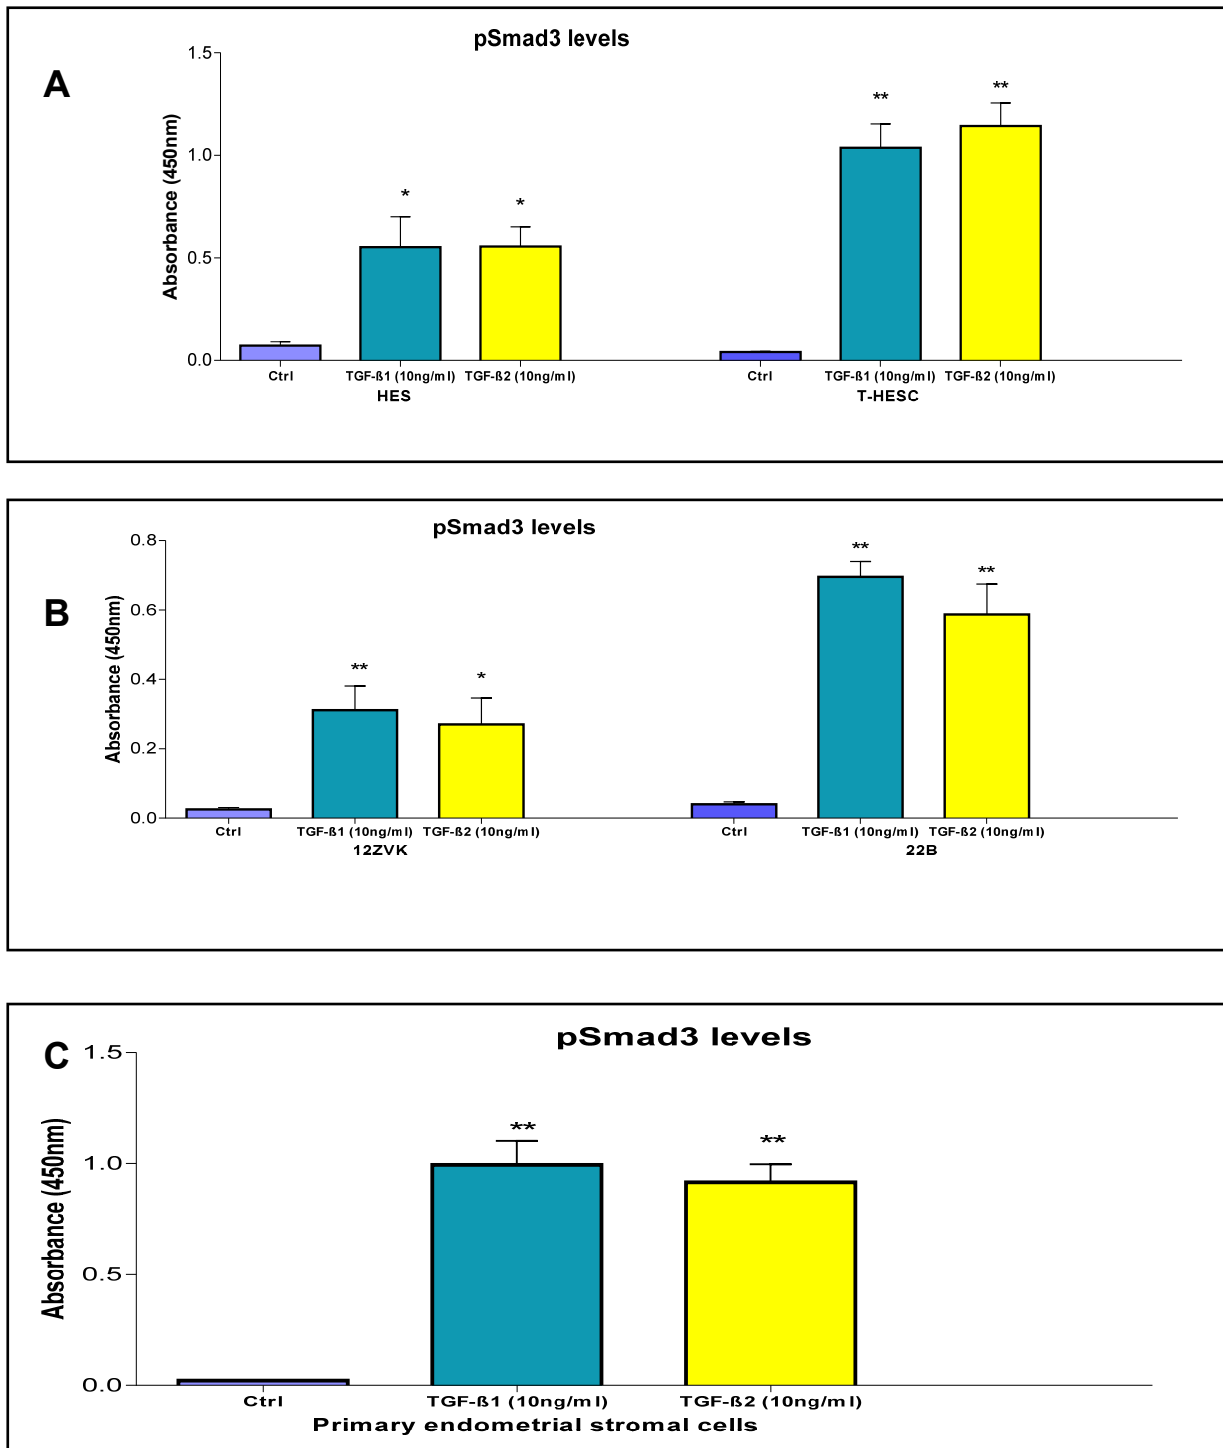 pSmad3 levels
A
Absorbance (450nm)
1.5
1.0
0.5
0.0
*
*
**
**
Ctrl TGF-ß1 (10ng/ml) TGF-ß2 (10ng/ml) Ctrl TGF-ß1 (10ng/ml) TGF-ß2 (10ng/ml)
HES T-HESC
pSmad3 levels
B
Absorbance (450nm)
0.8
0.6
0.4
0.2
0.0
**
*
**
**
Ctrl TGF-ß1 (10ng/ml) TGF-ß2 (10ng/ml) Ctrl TGF-ß1 (10ng/ml) TGF-ß2 (10ng/ml)
12ZVK 22B
pSmad3 levels
C
Absorbance (450nm)
1.5
1.0
0.5
0.0
**
**
Ctrl TGF-ß1 (10ng/ml) TGF-ß2 (10ng/ml)
Primary endometrial stromal cells